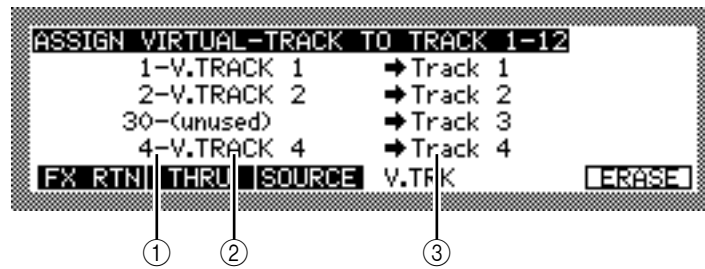 ASSIGN VIRTUAL-TRACK TO TRACK 1-12
1-V.TRACK 1 ➔Track 1
2-V.TRACK 2 ➔Track 2
30-(unused) ➔Track 3
4-V.TRACK 4 ➔Track 4
FX RTN THRU SOURCE V.TRK ERASE
① ② ③